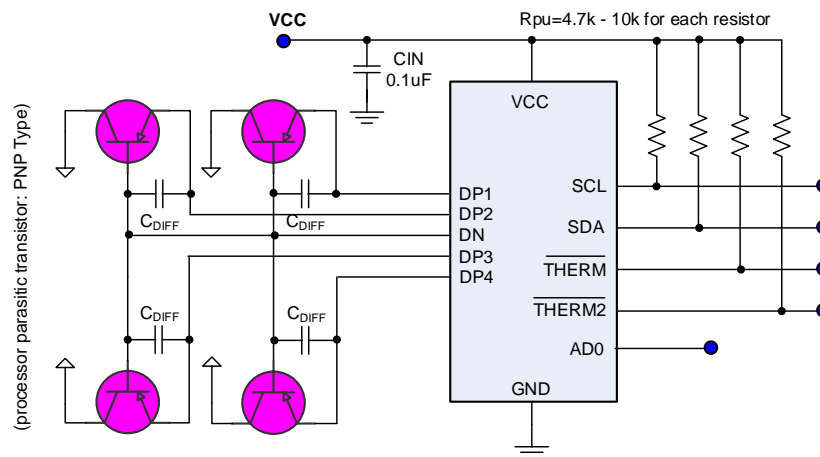 VCC
Rpu=4.7k - 10k for each resistor
CIN
0.1uF
VCC
(processor parasitic transistor: PNP Type)
CDIFF
CDIFF
DP1
DP2
DN
DP3
DP4
SCL
SDA
THERM
THERM2
AD0
CDIFF
CDIFF
GND